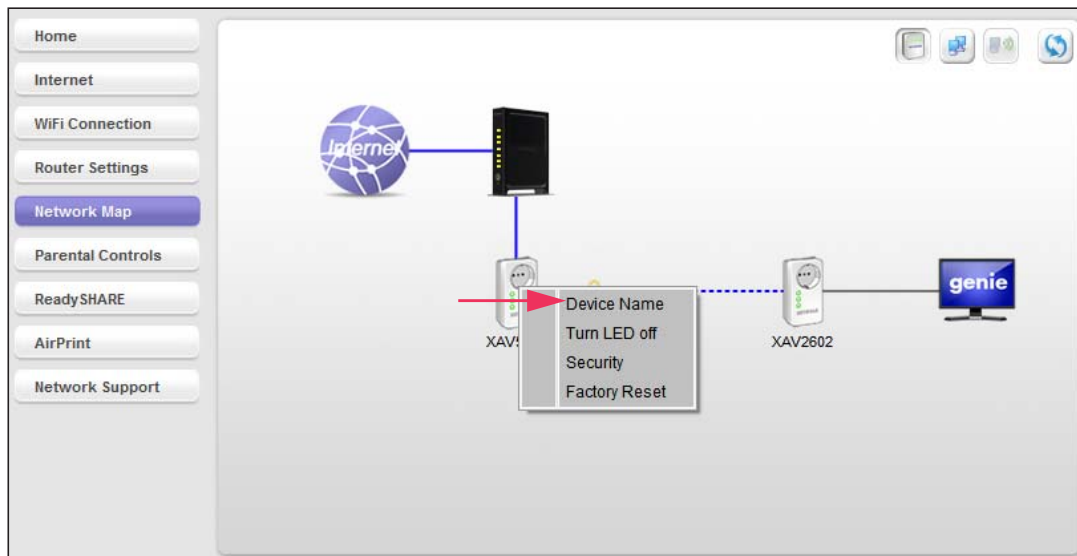 Home
Internet
WiFi Connection
Router Settings
Network Map
Parental Controls
ReadySHARE
AirPrint
Network Support
Internet
genie
Device Name
Turn LED off
Security
Factory Reset
XAV5
XAV2602